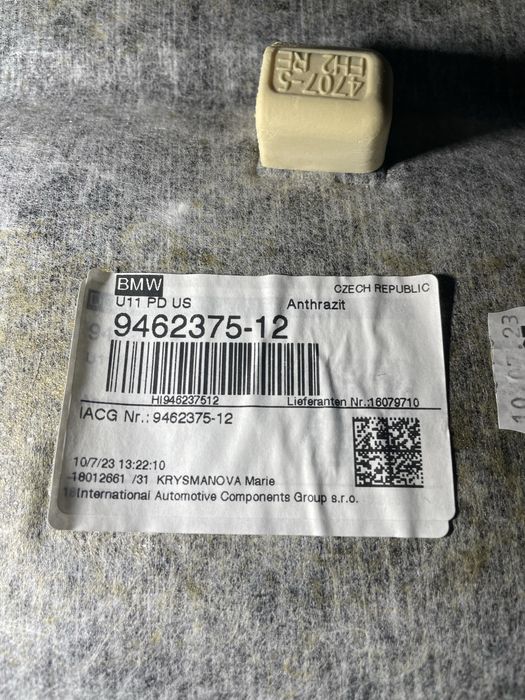 4707-5
FH2 RE
BMW
CZECH REPUBLIC
U11 PD US
Anthrazit
9462375-12
HI946237512
Lieferanten Nr.:16079710
IACG Nr.: 9462375-12
10/7/23 13:22:10
-18012661 /31 KRYSMANOVA Marie
International Automotive Components Group s.r.o.